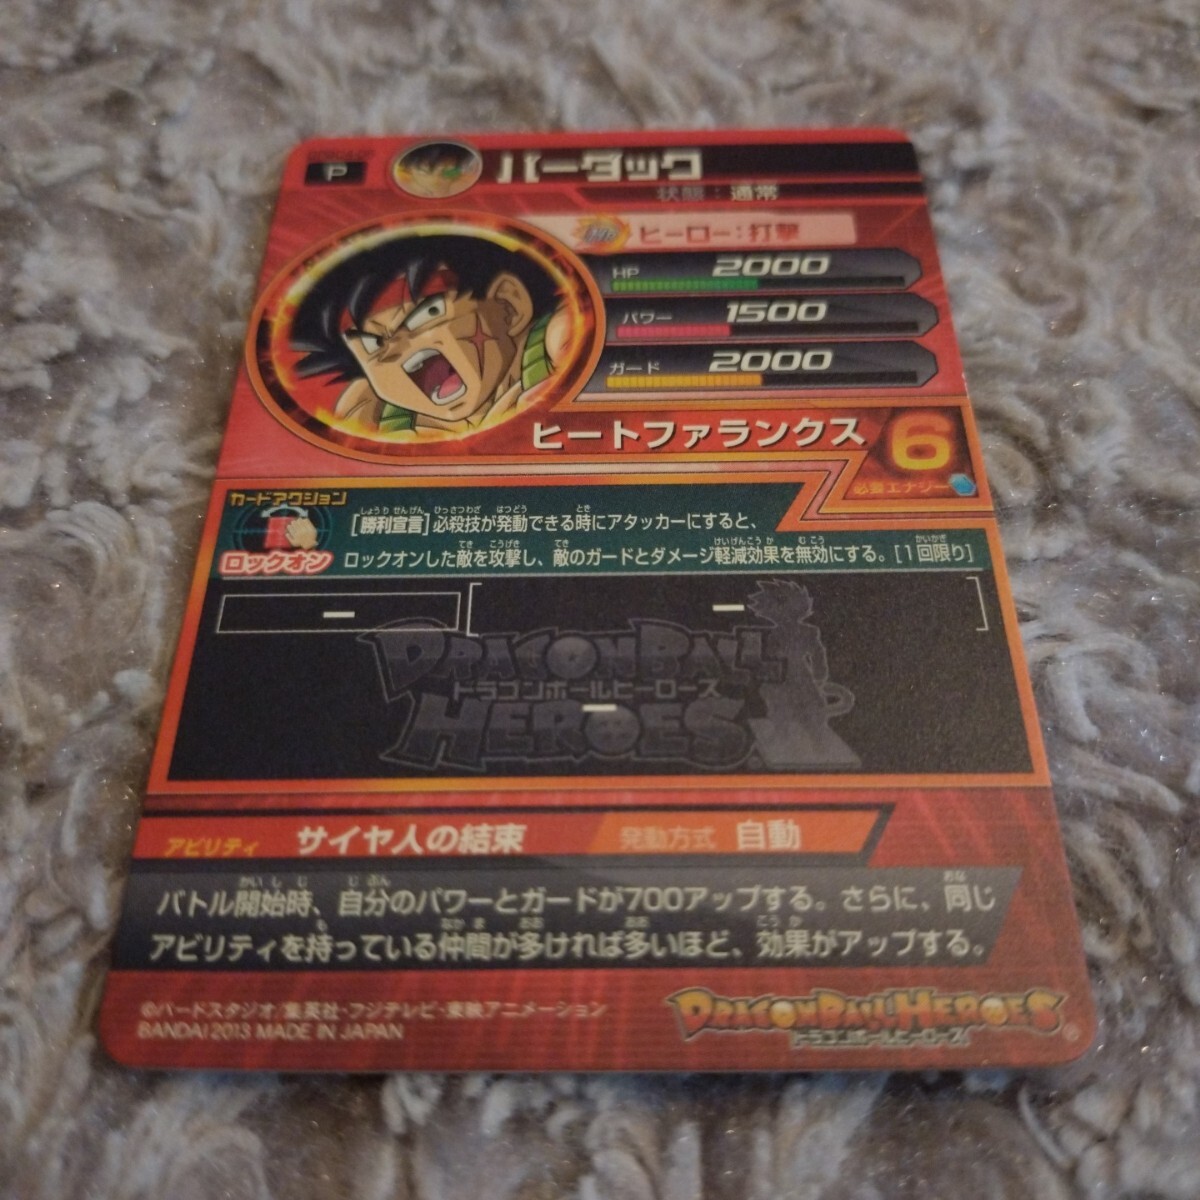 P
バーダック
状態：通常
ヒーロー：打撃
HP 2000
パワー 1500
ガード 2000
ヒートファランクス
6
必要エナジー
カードアクション
ロックオン
[勝利宣言]必殺技が発動できる時にアタッカーにすると、
ロックオンした敵を攻撃し、敵のガードとダメージ軽減効果を無効にする。[1回限り]
ー ー
DRAGON BALL
ドラゴンボールヒーローズ
HEROES
ー
アビリティ サイヤ人の結束 発動方式 自動
バトル開始時、自分のパワーとガードが700アップする。さらに、同じ
アビリティを持っている仲間が多ければ多いほど、効果がアップする。
©バードスタジオ/集英社・フジテレビ・東映アニメーション
BANDAI 2013 MADE IN JAPAN
DRAGON BALL HEROES
ドラゴンボールヒーローズ